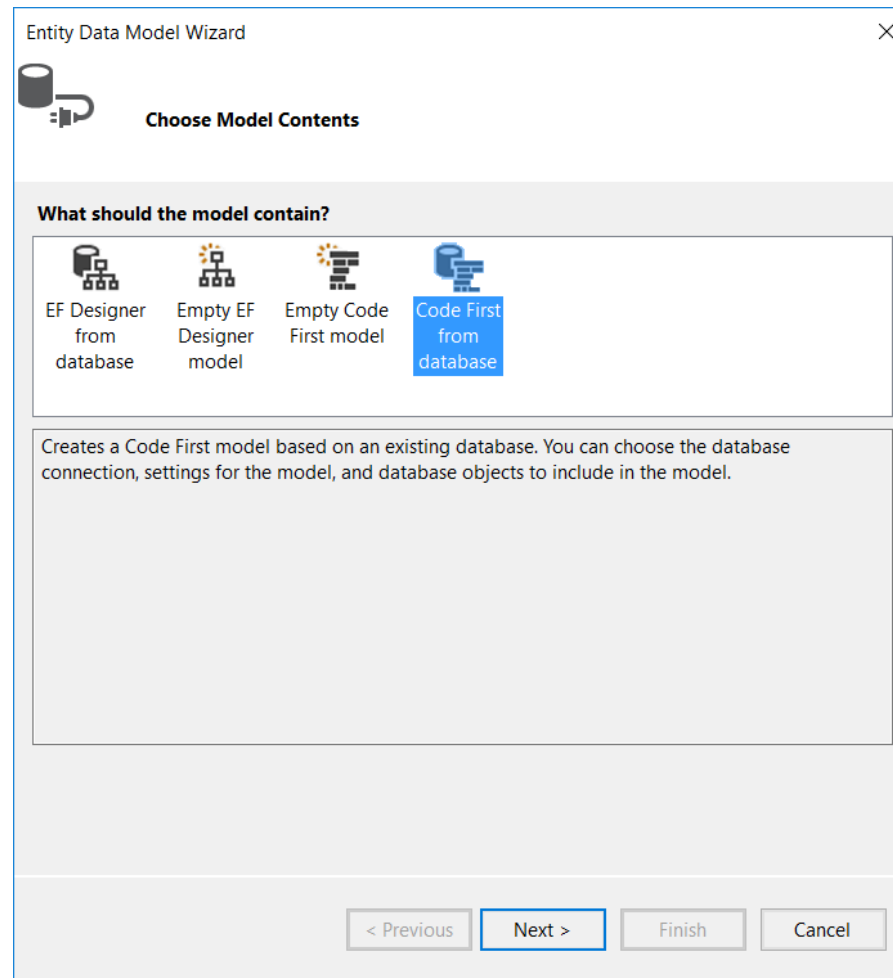 Entity Data Model Wizard
Choose Model Contents
What should the model contain?
EF Designer
from
database
Empty EF
Designer
model
Empty Code
First model
Code First
from
database
Creates a Code First model based on an existing database. You can choose the database
connection, settings for the model, and database objects to include in the model.
< Previous
Next >
Finish
Cancel